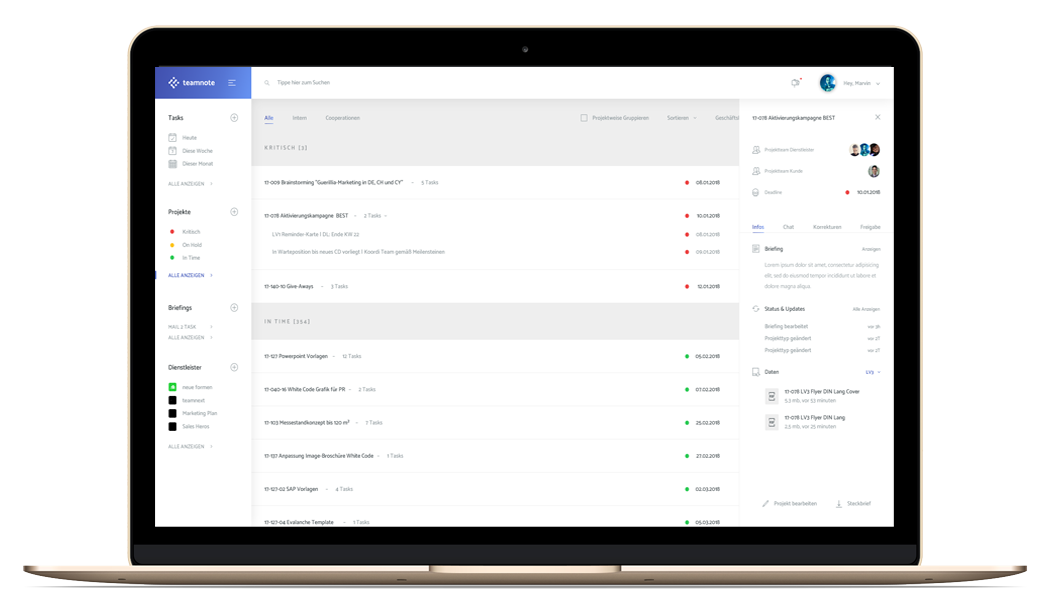 teamnote
Tippe hier zum Suchen
Hey, Marvin
Tasks
Heute
Diese Woche
Dieser Monat
ALLE ANZEIGEN
Projekte
Kritisch
On Hold
In Time
ALLE ANZEIGEN
Briefings
MAIL 2 TASK
ALLE ANZEIGEN
Dienstleister
neue formen
teamnext
Marketing Plan
Sales Heros
ALLE ANZEIGEN
Alle Intern Cooparationen Projektweise Gruppieren Sortieren Geschäfts
KRITISCH [3]
17-009 Brainstorming "Guerillia-Marketing in DE, CH und CY" 5 Tasks 08.01.2018
17-078 Aktivierungskampagne BEST 2 Tasks 10.01.2018
LV1 Reminder-Karte | DL: Ende KW 22 08.01.2018
In Warteposition bis neues CD vorliegt | Koordi Team gemäß Meilensteinen 09.01.2018
17-140-10 Give-Aways 3 Tasks 12.01.2018
IN TIME [254]
17-127 Powerpoint Vorlagen 12 Tasks 05.02.2018
17-040-16 White Code Grafik für PR 2 Tasks 07.02.2018
17-103 Messestandkonzept bis 120 m² 7 Tasks 25.02.2018
17-137 Anpassung Image-Broschüre White Code 1 Tasks 27.02.2018
17-127-02 SAP Vorlagen 4 Tasks 02.03.2018
17-127-04 Evalanche Template 3 Tasks 05.03.2018
17-078 Aktivierungskampagne BEST
Projektteam Dienstleister
Projektteam Kunde
Deadline 10.01.2018
Infos Chat Korrekturen Freigabe
Briefing Anzeigen
Lorem ipsum dolor sit amet, consectetur adipiscing
elit, sed do eiusmod tempor incididunt ut labore et
dolore magna aliqua.
Status & Updates Alle Anzeigen
Briefing bearbeitet vor 3h
Projekttyp geändert vor 2T
Projekttyp geändert vor 2T
Daten LV3
17-078 LV3 Flyer DIN Lang Cover
5,3 mb, vor 53 minuten
17-078 LV3 Flyer DIN Lang
2,3 mb, vor 25 minuten
Projekt bearbeiten Steckbrief